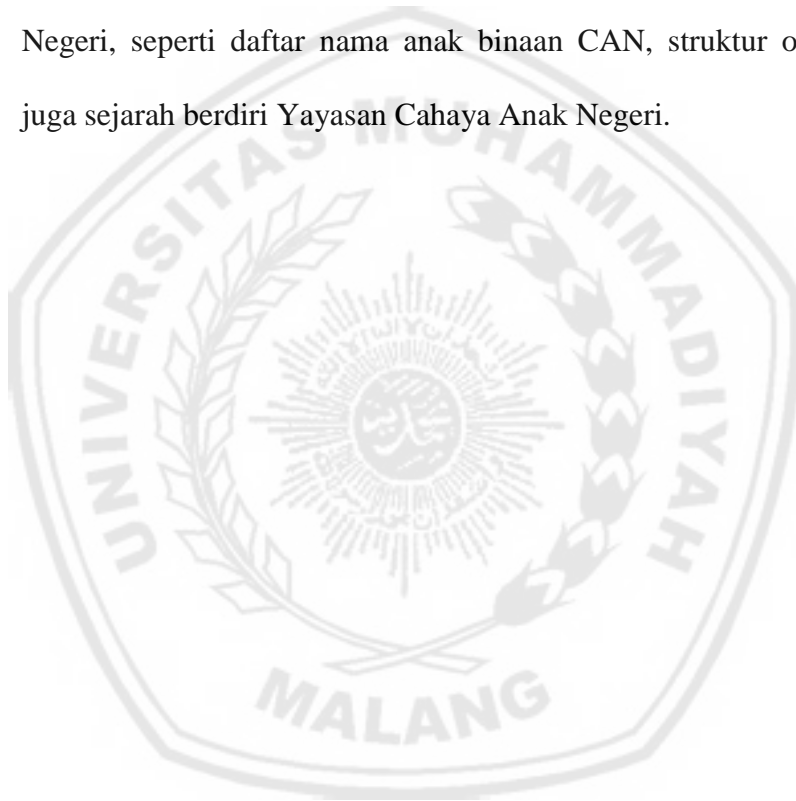 Negeri, seperti daftar nama anak binaan CAN, struktur o
juga sejarah berdiri Yayasan Cahaya Anak Negeri.
UNIVERSITAS MUHAMMADIYAH
MALANG